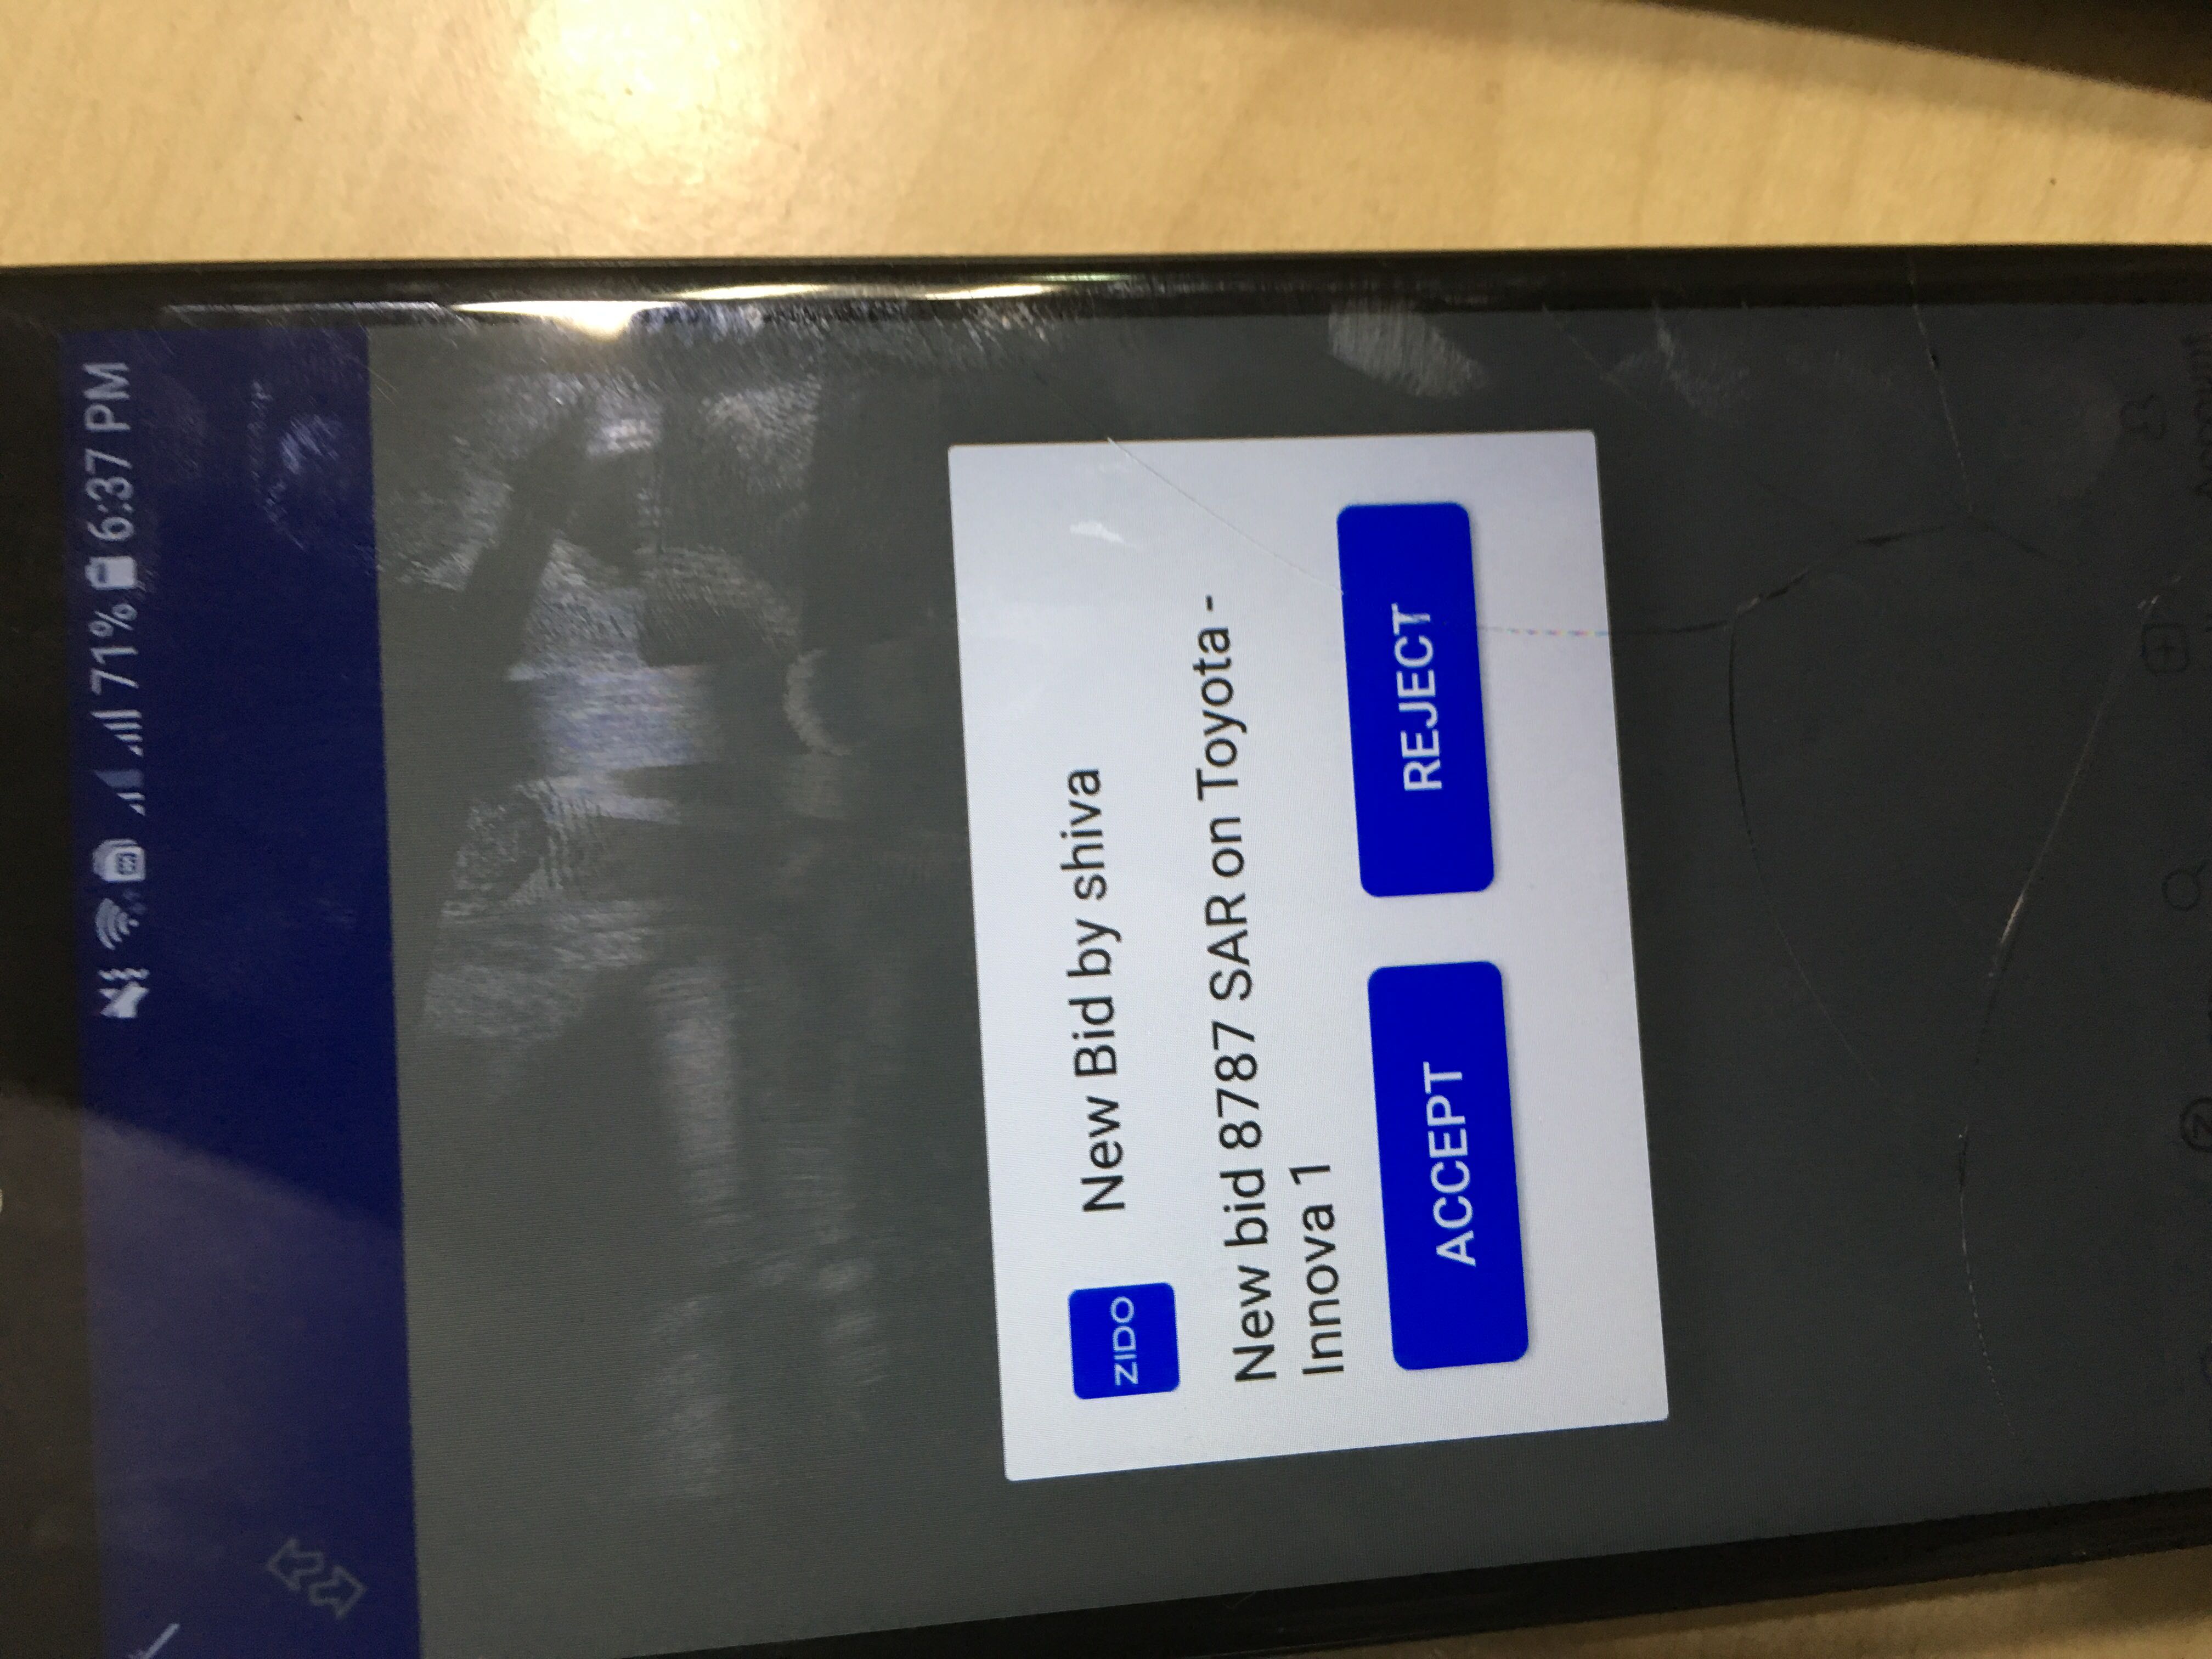 71% 6:37 PM
ZIDO
New Bid by shiva
New bid 8787 SAR on Toyota -
Innova 1
ACCEPT
REJECT
Account